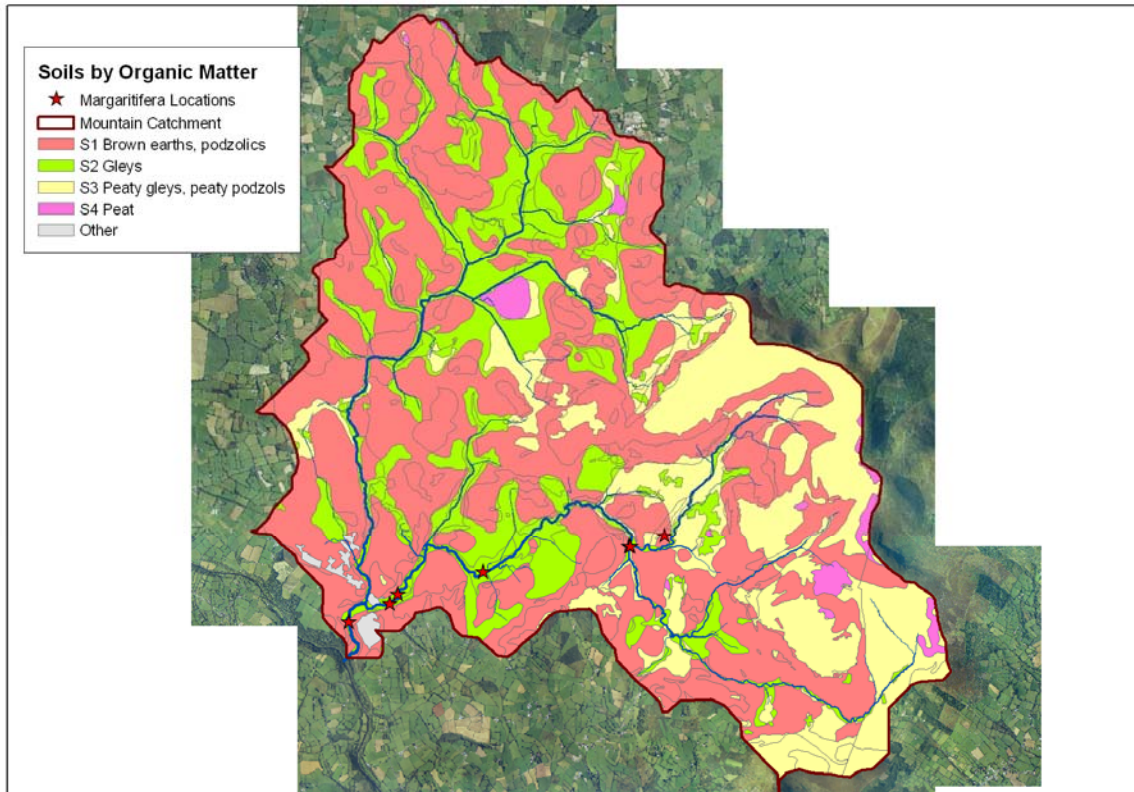 Soils by Organic Matter
Margaritifera Locations
Mountain Catchment
S1 Brown earths, podzolics
S2 Gleys
S3 Peaty gleys, peaty podzols
S4 Peat
Other